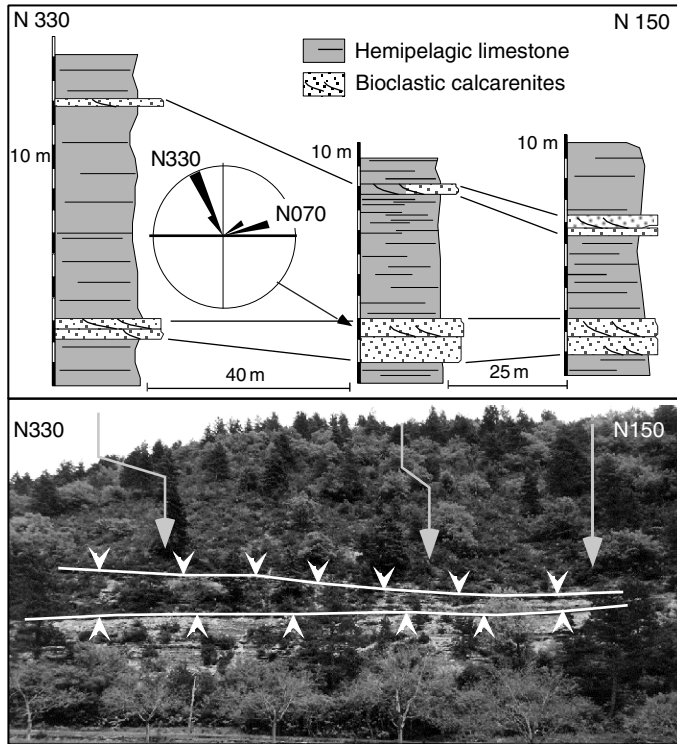 N 330
N 150
Hemipelagic limestone
Bioclastic calcarenites
10 m
N330
N070
10 m
10 m
40 m
25 m
N330
N150